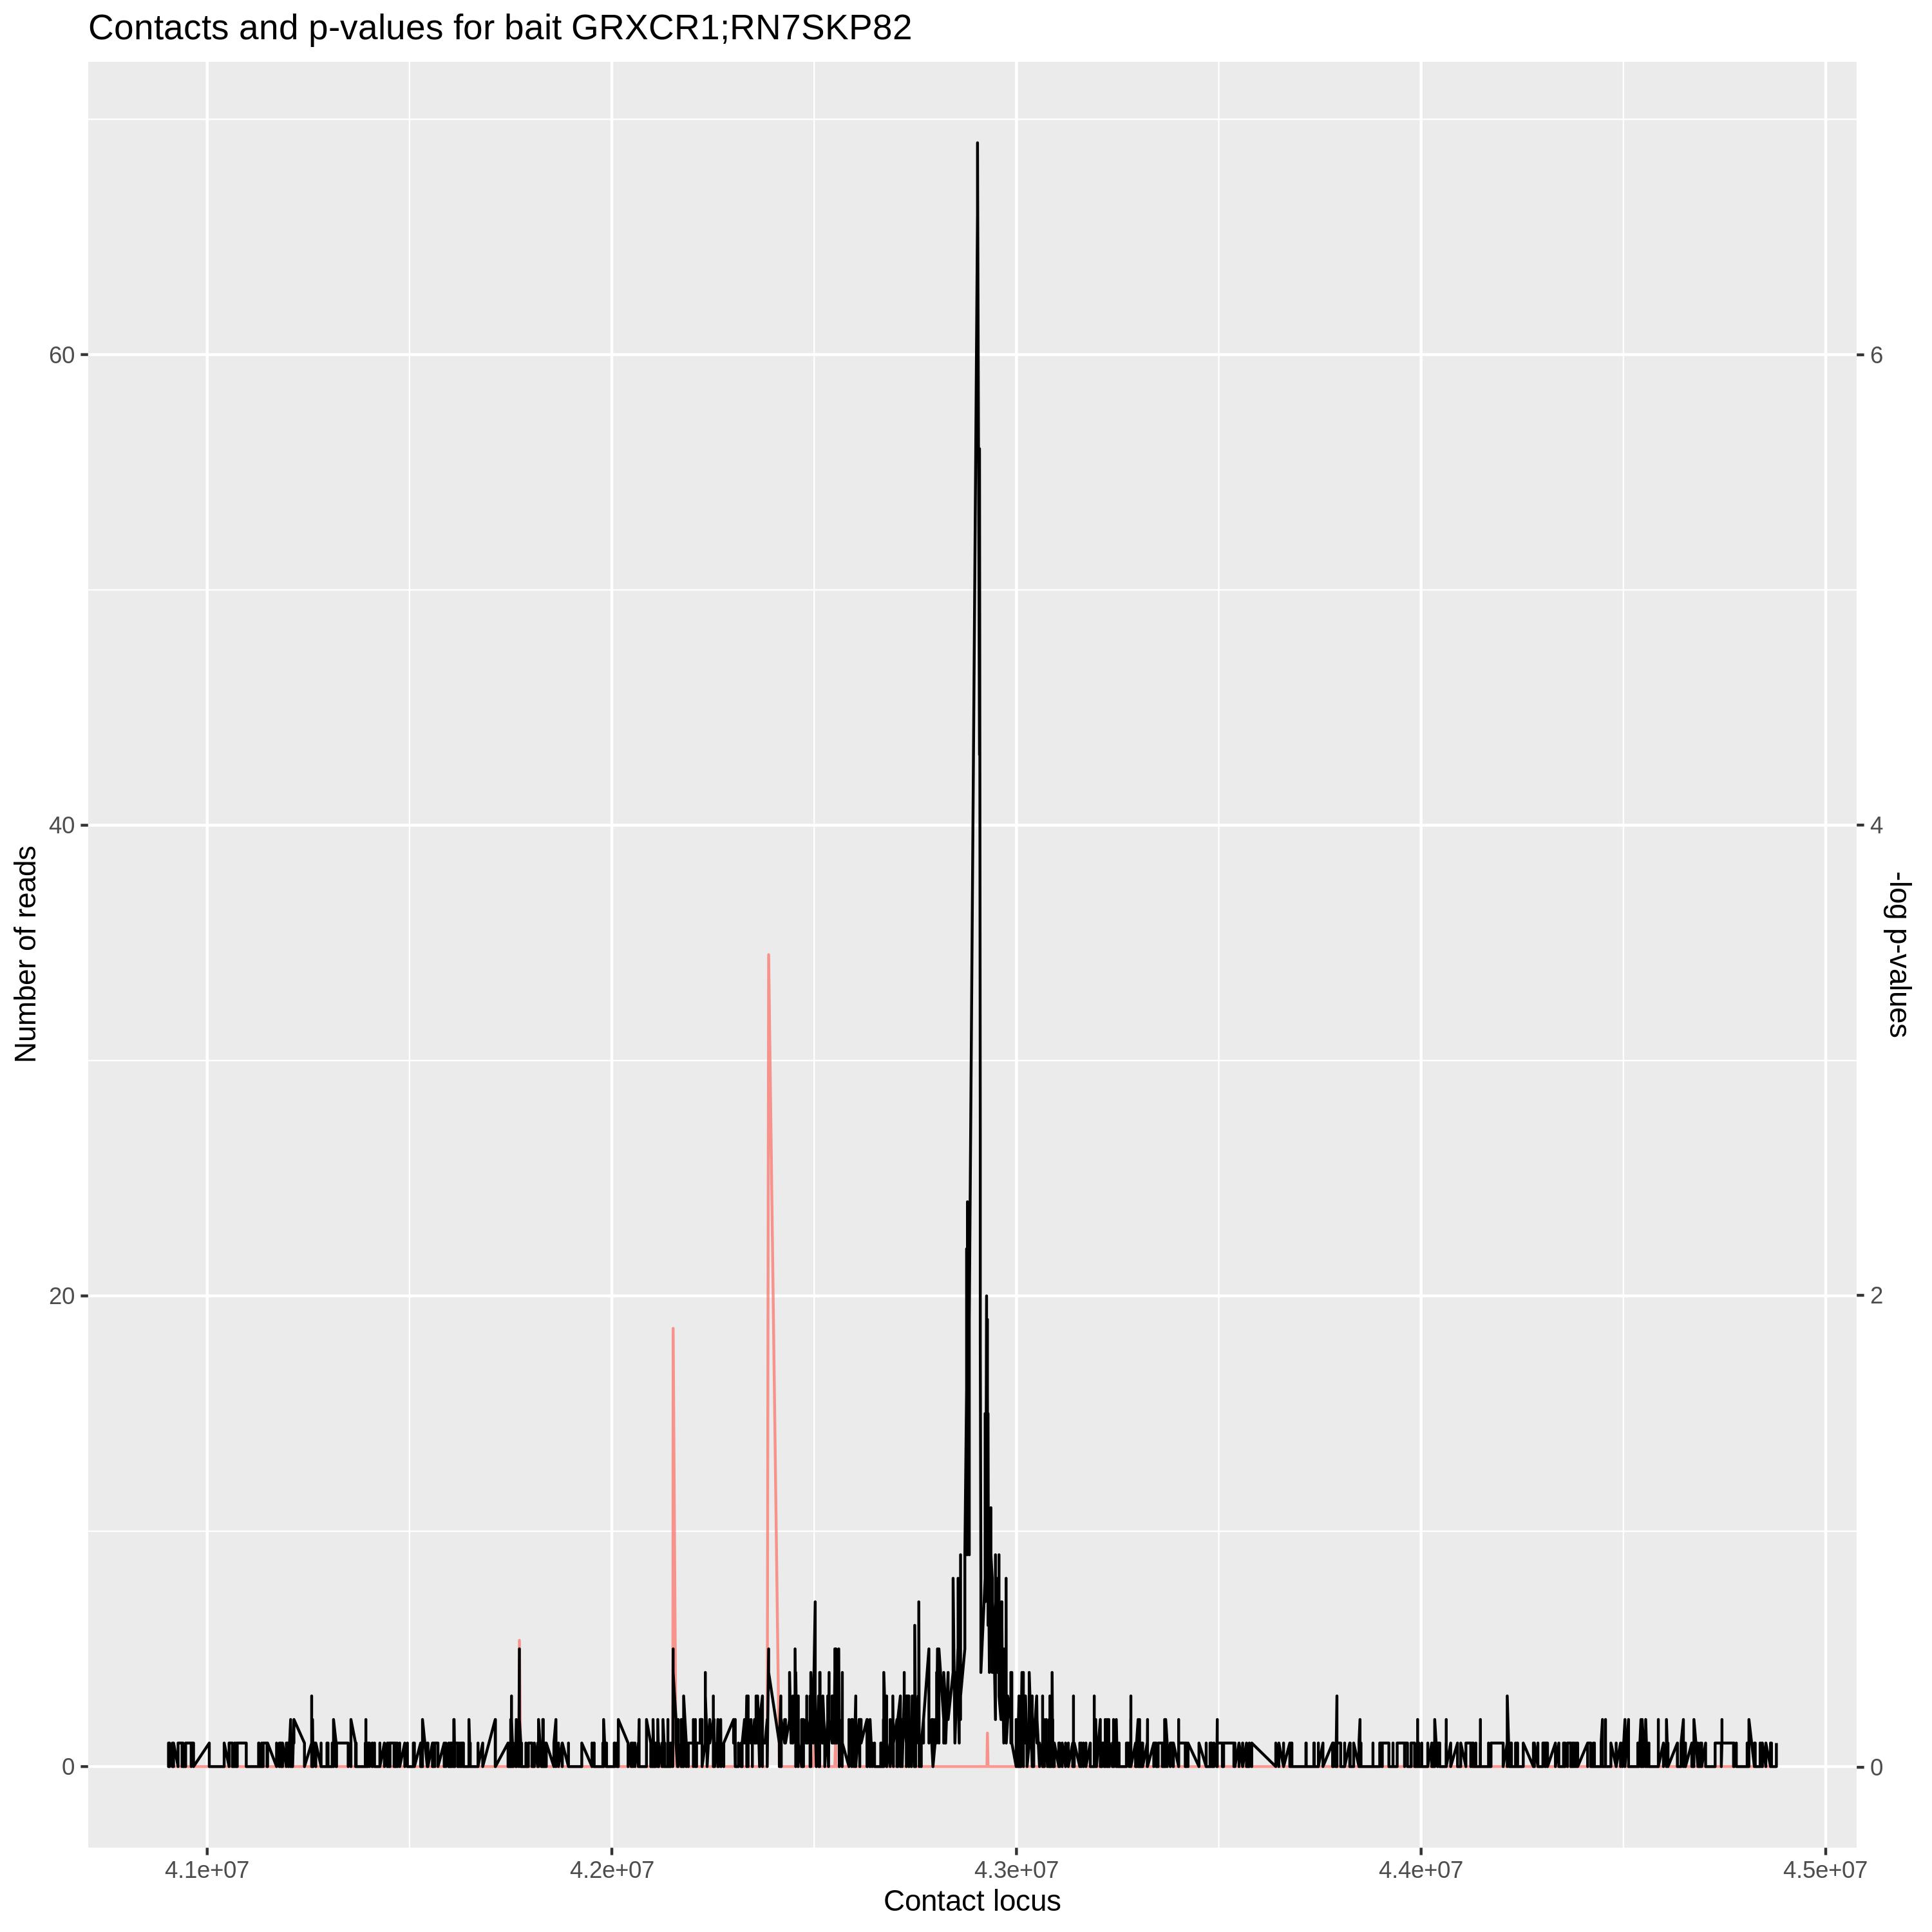 Contacts and p-values for bait GRXCR1;RN7SKP82
60
40
20
0
Number of reads
6
4
2
0
-log p-values
4.1e+07 4.2e+07 4.3e+07 4.4e+07 4.5e+07
Contact locus